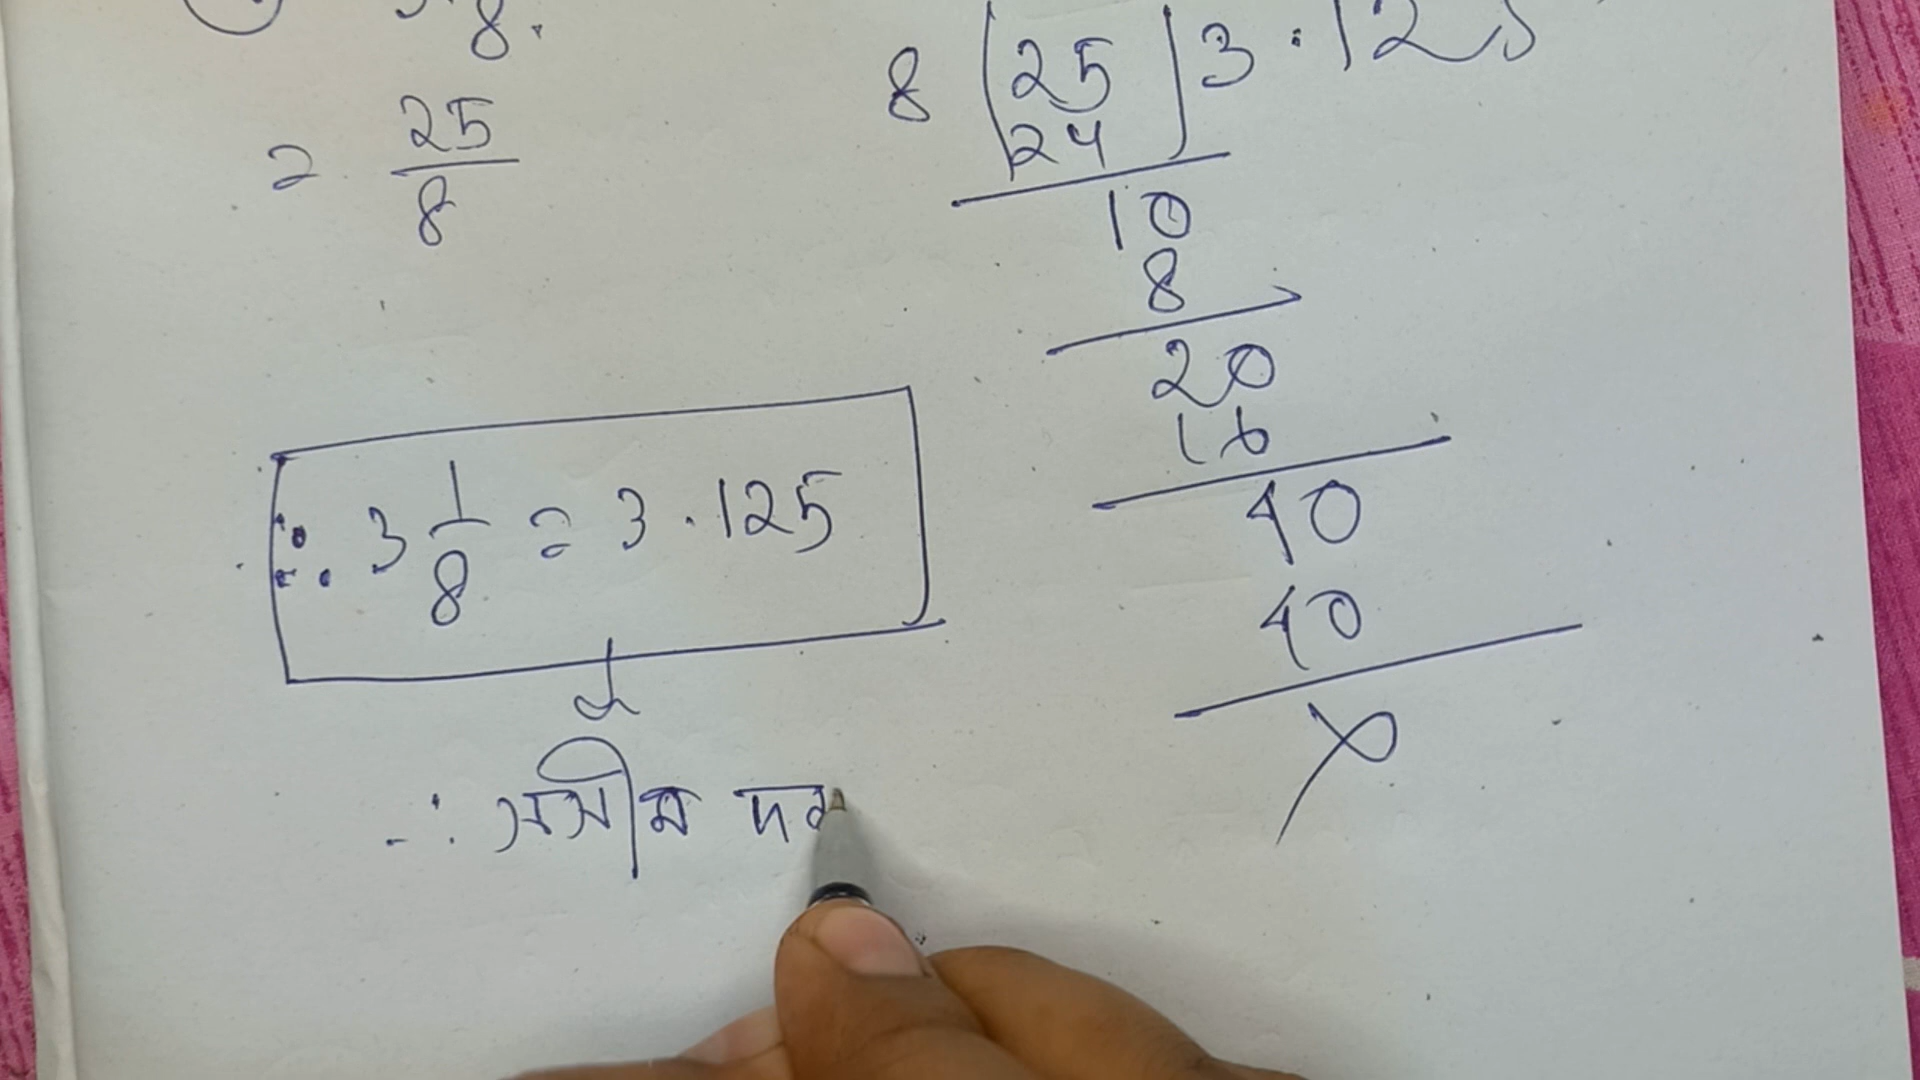 8.
= 25/8
8 ( 25 ) 3.125
24
10
8
20
16
40
40
x
∴ 3 1/8 = 3.125
∴ সসীম দশ